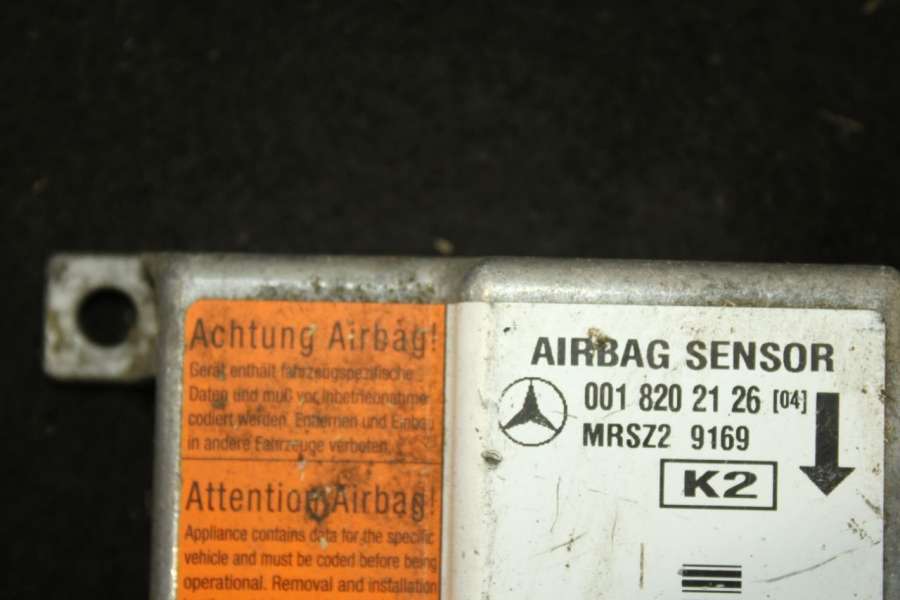 Achtung Airbag!
Gerät enthält fahrzeugspezifische
Daten und muß vor Inbetriebnahme
codiert werden. Entfernen und Einbau
in andere Fahrzeuge verboten.
Attention Airbag!
Appliance contains data for the specific
vehicle and must be coded before being
operational. Removal and installation
AIRBAG SENSOR
001 820 21 26 [04]
MRSZ2 9169
K2